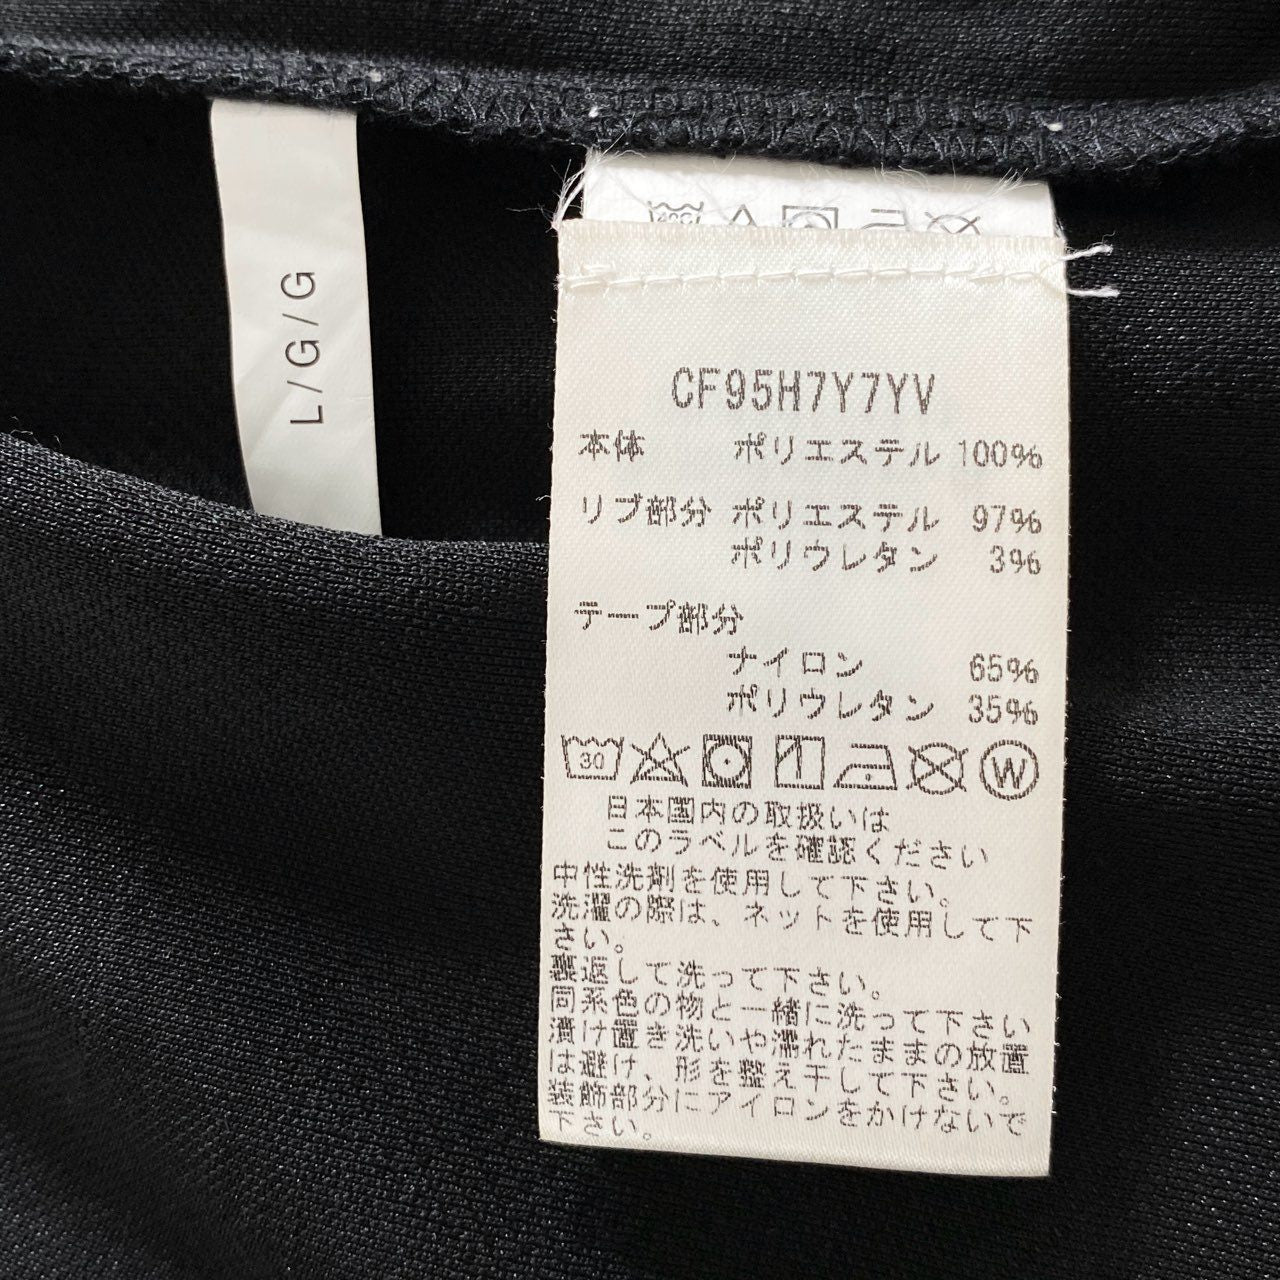 L/G/G
40C
CF95H7Y7YV
本体 ポリエステル 100%
リブ部分 ポリエステル 97%
ポリウレタン 3%
テープ部分
ナイロン 65%
ポリウレタン 35%
30 W
日本国内の取扱いは
このラベルを確認ください
中性洗剤を使用して下さい。
洗濯の際は、ネットを使用して下
さい。
裏返して洗って下さい。
同系色の物と一緒に洗って下さい
漬け置き洗いや濡れたままの放置
は避け、形を整え干して下さい。
装飾部分にアイロンをかけないで
下さい。